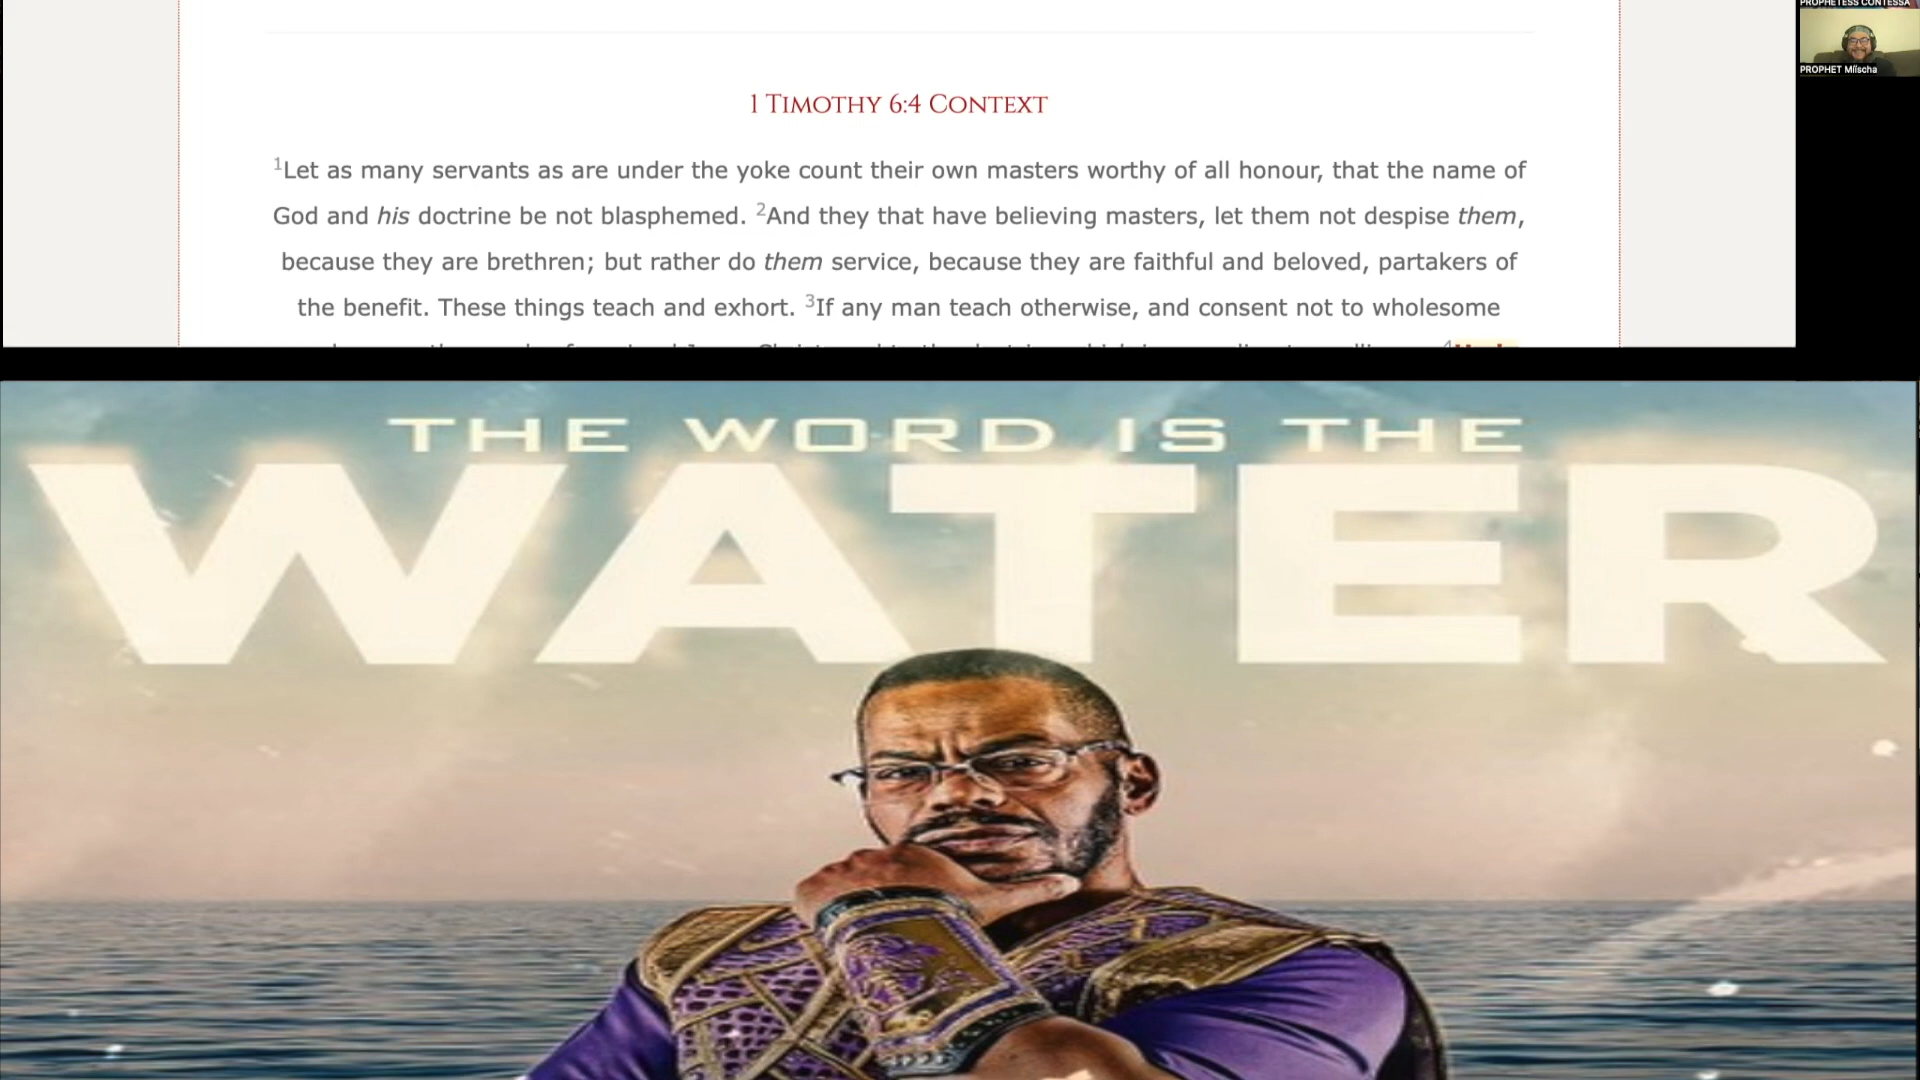 PROPHETESS CONTESSA
PROPHET Miischa
1 Timothy 6:4 Context
1Let as many servants as are under the yoke count their own masters worthy of all honour, that the name of
God and his doctrine be not blasphemed. 2And they that have believing masters, let them not despise them,
because they are brethren; but rather do them service, because they are faithful and beloved, partakers of
the benefit. These things teach and exhort. 3If any man teach otherwise, and consent not to wholesome
THE WORD IS THE
WATER